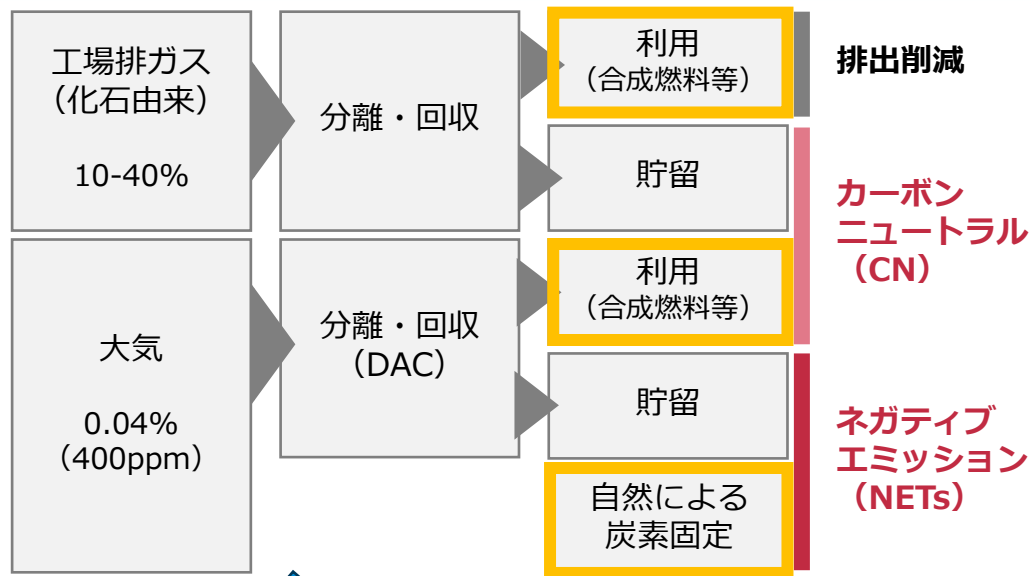 工場排ガス
（化石由来）
10-40%
分離・回収
利用
（合成燃料等）
排出削減
貯留
カーボン
ニュートラル
（CN）
大気
0.04%
（400ppm）
分離・回収
（DAC）
利用
（合成燃料等）
貯留
自然による
炭素固定
ネガティブ
エミッション
（NETs）